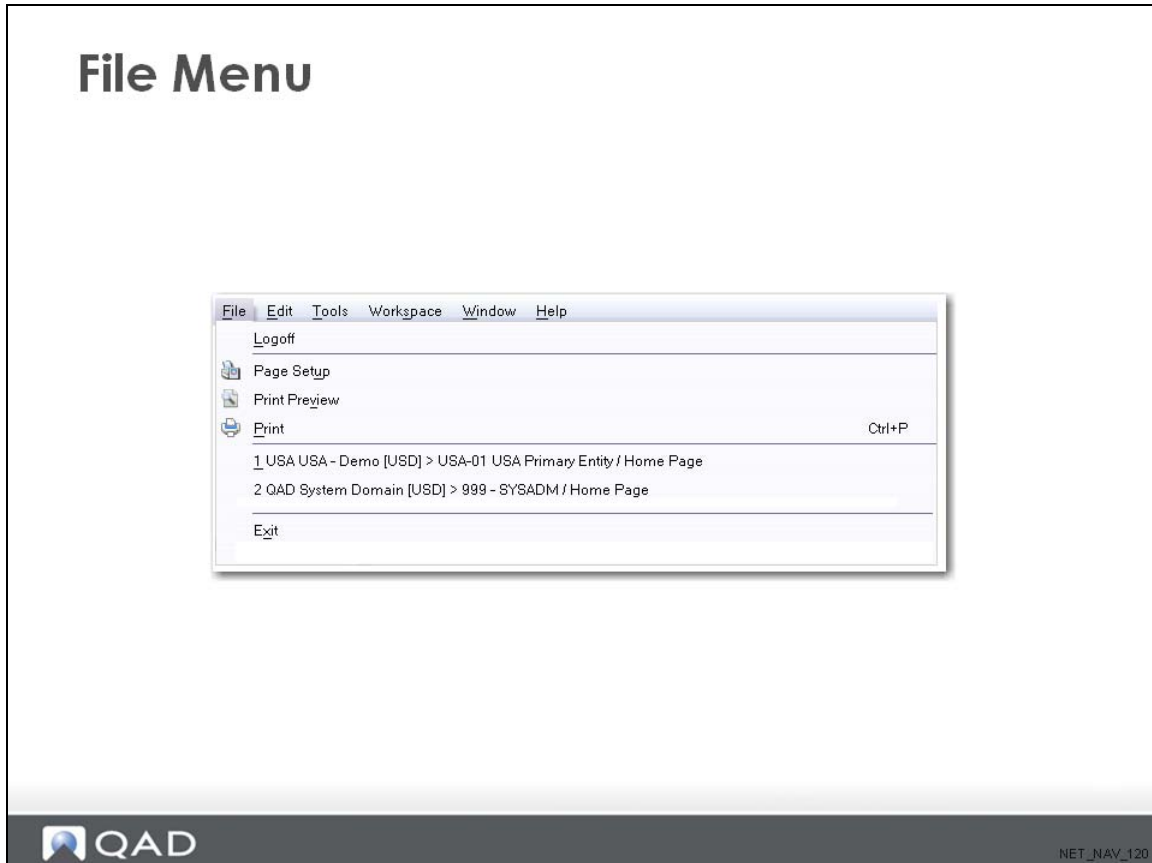 File Menu
File Edit Tools Workspace Window Help
Logoff
Page Setup
Print Preview
Print Ctrl+P
1 USA USA - Demo [USD] > USA-01 USA Primary Entity / Home Page
2 QAD System Domain [USD] > 999 - SYSADM / Home Page
Exit
QAD
NET_NAV_120